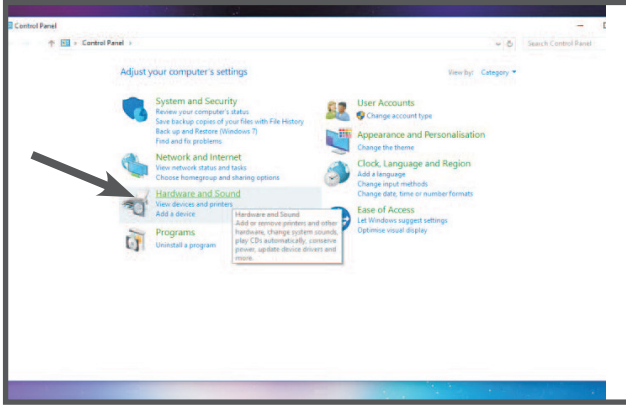 Control Panel
Control Panel
Search Control Panel
Adjust your computer's settings
View by: Category
System and Security
Review your computer's status
Save backup copies of your files with File History
Back up and Restore (Windows 7)
Find and fix problems
Network and Internet
View network status and tasks
Choose homegroup and sharing options
Hardware and Sound
View devices and printers
Add a device
Hardware and Sound
Add or remove printers and other
hardware, change system sounds,
play CDs automatically, conserve
power, update device drivers and
more.
Programs
Uninstall a program
User Accounts
Change account type
Appearance and Personalisation
Change the theme
Clock, Language and Region
Add a language
Change input methods
Change date, time or number formats
Ease of Access
Let Windows suggest settings
Optimise visual display